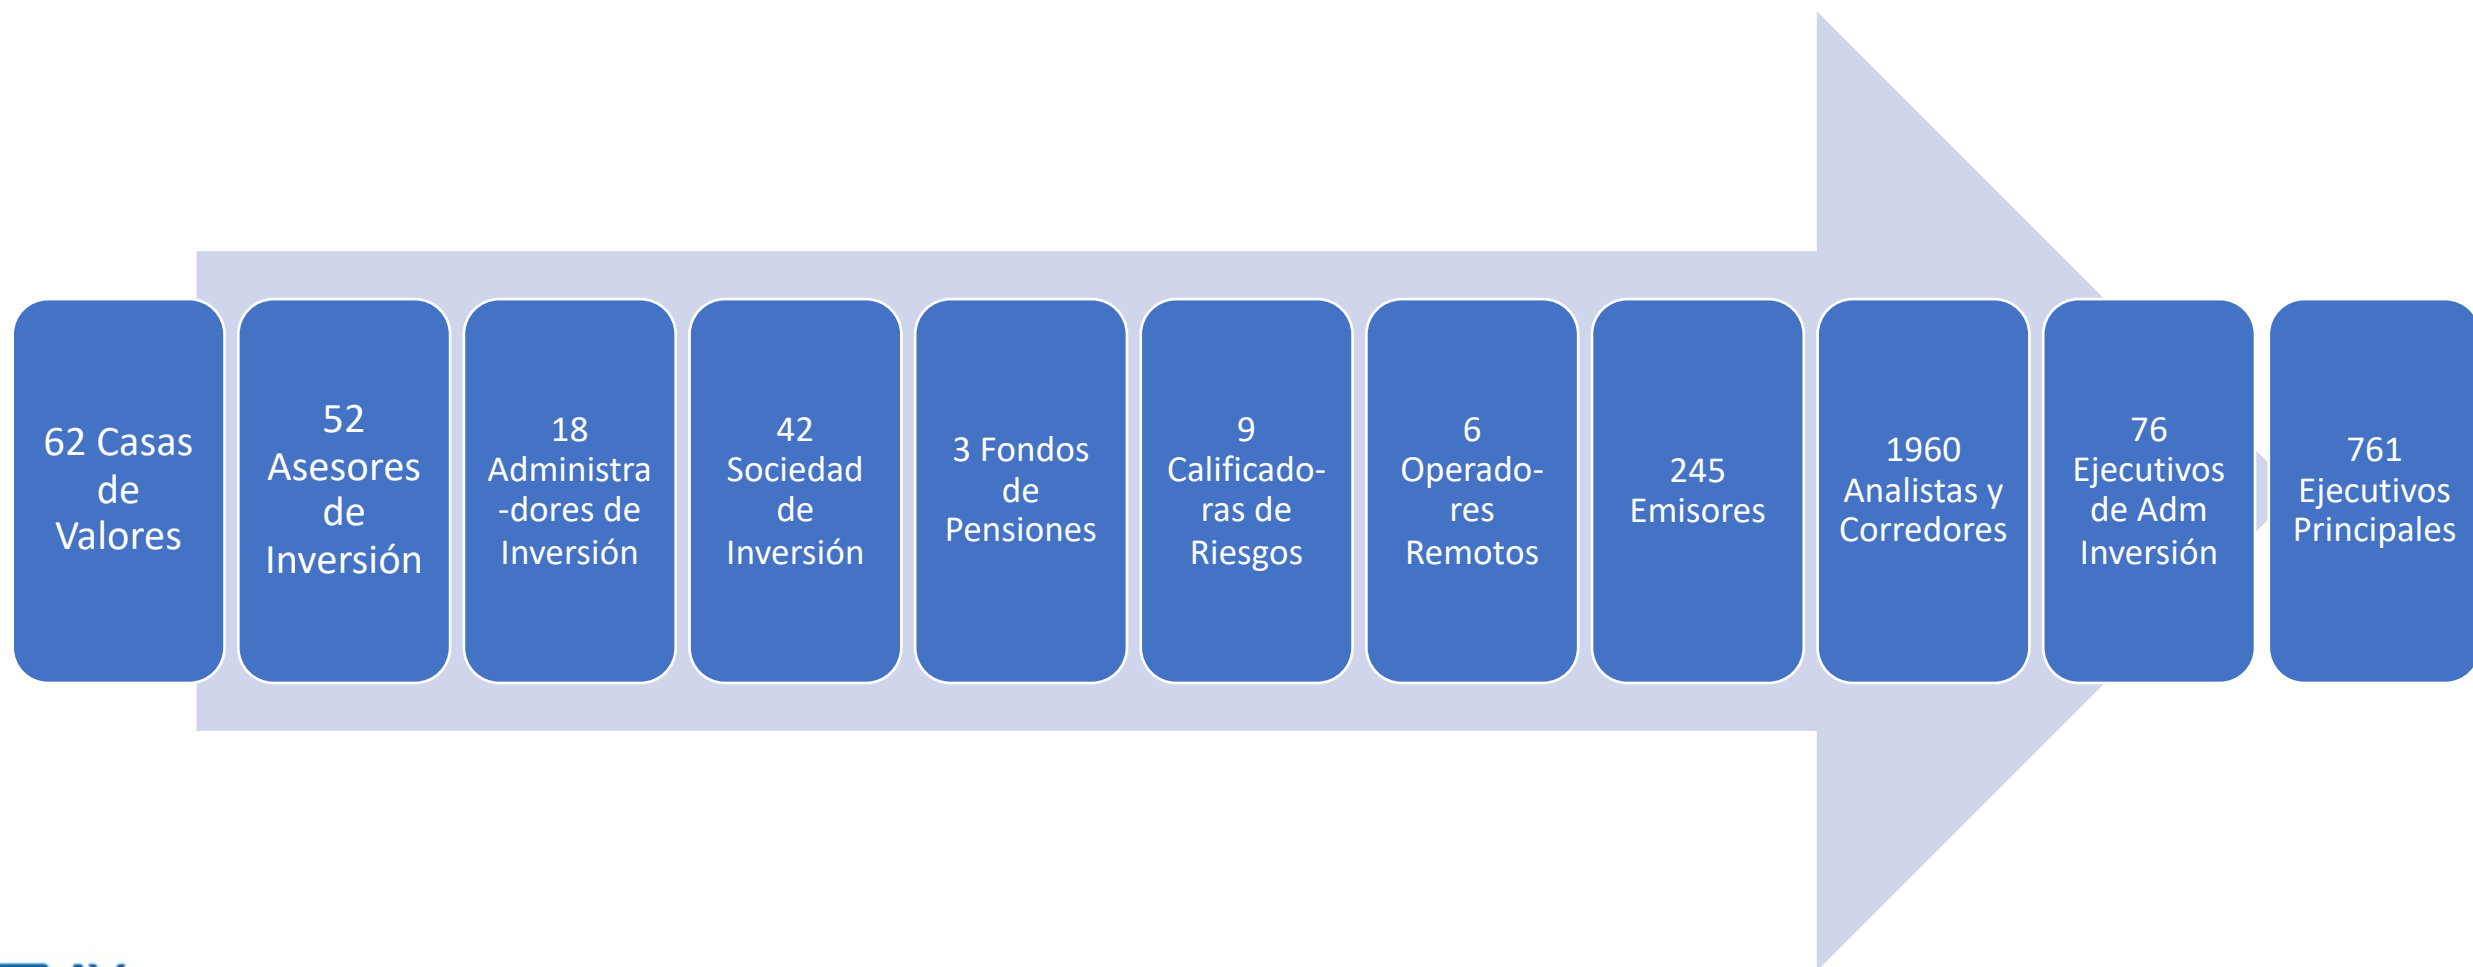 62 Casas
de
Valores
52
Asesores
de
Inversión
18
Administra
-dores de
Inversión
42
Sociedad
de
Inversión
3 Fondos
de
Pensiones
9
Calificado-
ras de
Riesgos
6
Operado-
res
Remotos
245
Emisores
1960
Analistas y
Corredores
76
Ejecutivos
de Adm
Inversión
761
Ejecutivos
Principales